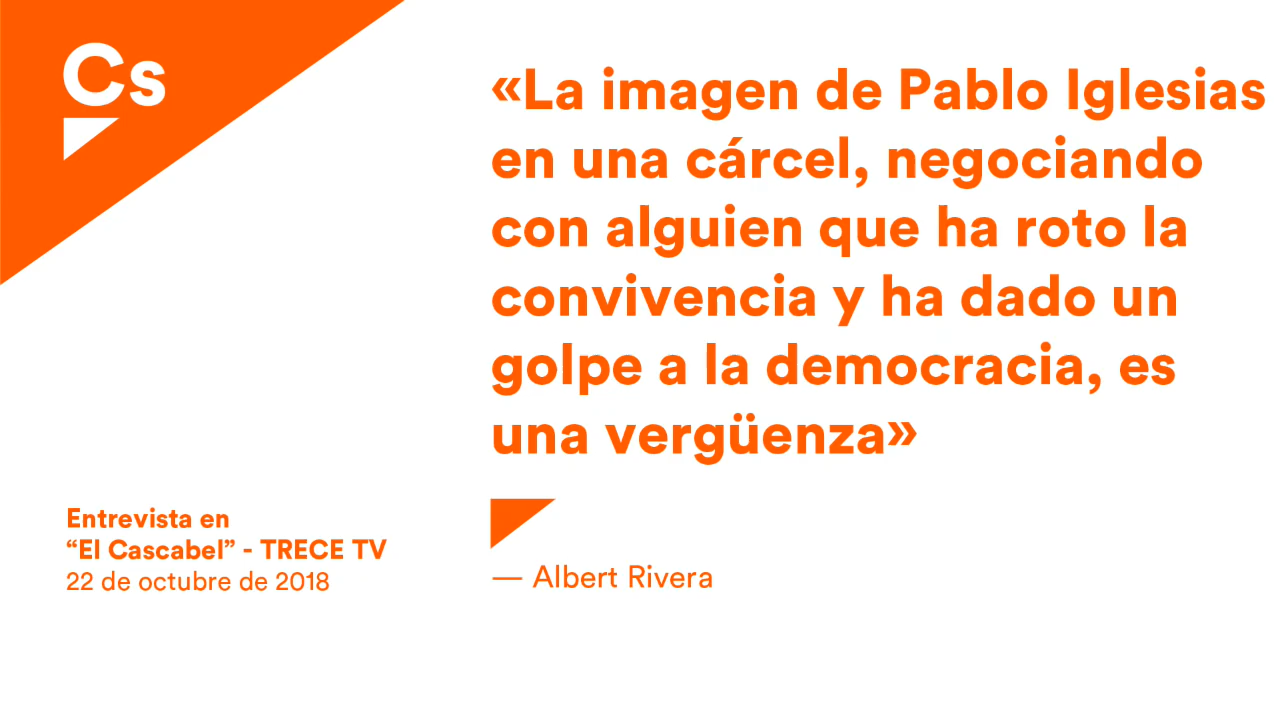 Cs
«La imagen de Pablo Iglesias
en una cárcel, negociando
con alguien que ha roto la
convivencia y ha dado un
golpe a la democracia, es
una vergüenza»
— Albert Rivera
Entrevista en
“El Cascabel” - TRECE TV
22 de octubre de 2018